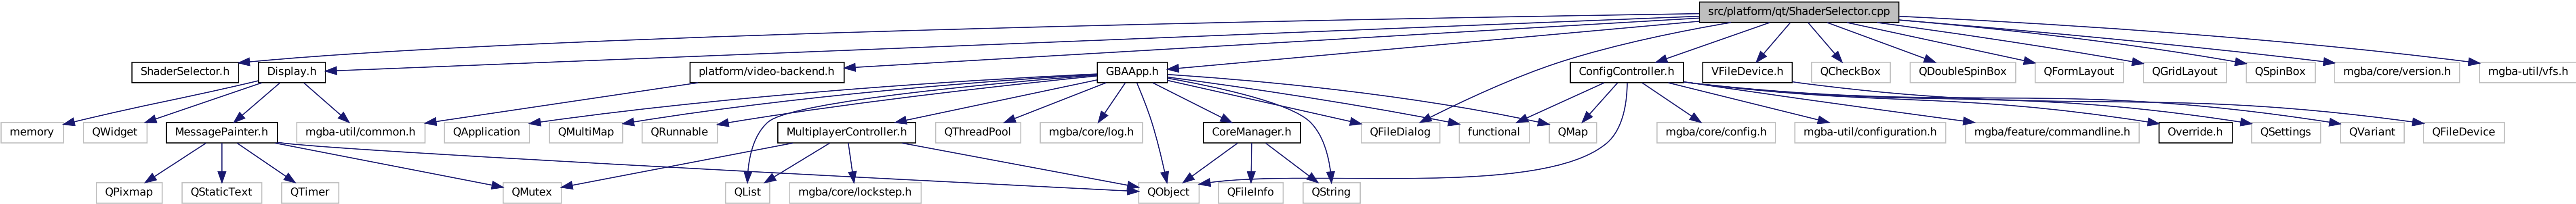 src/platform/qt/ShaderSelector.cpp
ShaderSelector.h
Display.h
platform/video-backend.h
GBAApp.h
ConfigController.h
VFileDevice.h
QCheckBox
QDoubleSpinBox
QFormLayout
QGridLayout
QSpinBox
mgba/core/version.h
mgba-util/vfs.h
memory
QWidget
MessagePainter.h
mgba-util/common.h
QApplication
QMultiMap
QRunnable
MultiplayerController.h
QThreadPool
mgba/core/log.h
CoreManager.h
QFileDialog
functional
QMap
mgba/core/config.h
mgba-util/configuration.h
mgba/feature/commandline.h
Override.h
QSettings
QVariant
QFileDevice
QPixmap
QStaticText
QTimer
QMutex
QList
mgba/core/lockstep.h
QObject
QFileInfo
QString